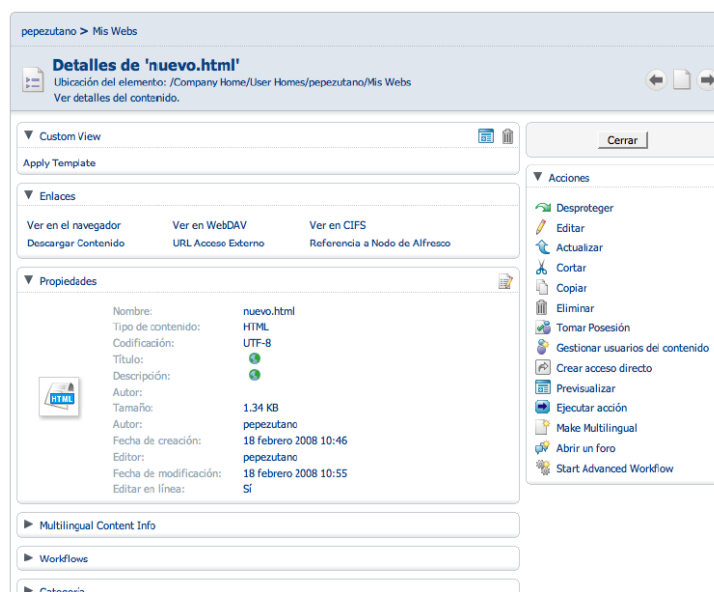 pepezutano > Mis Webs
Detalles de 'nuevo.html'
Ubicación del elemento: /Company Home/User Homes/pepezutano/Mis Webs
Ver detalles del contenido.
Custom View
Apply Template
Enlaces
Ver en el navegador Ver en WebDAV Ver en CIFS
Descargar Contenido URL Acceso Externo Referencia a Nodo de Alfresco
Propiedades
HTML
Nombre: nuevo.html
Tipo de contenido: HTML
Codificación: UTF-8
Título:
Descripción:
Autor:
Tamaño: 1.34 KB
Autor: pepezutano
Fecha de creación: 18 febrero 2008 10:46
Editor: pepezutano
Fecha de modificación: 18 febrero 2008 10:55
Editar en línea: Sí
Multilingual Content Info
Workflows
Categoria
Cerrar
Acciones
Desproteger
Editar
Actualizar
Cortar
Copiar
Eliminar
Tomar Posesión
Gestionar usuarios del contenido
Crear acceso directo
Previsualizar
Ejecutar acción
Make Multilingual
Abrir un foro
Start Advanced Workflow